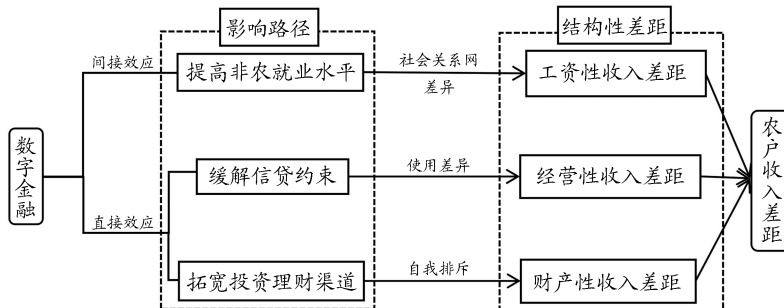 影响路径
结构性差距
间接效应
提高非农就业水平
社会关系网
差异
工资性收入差距
数字金融
缓解信贷约束
使用差异
经营性收入差距
农户收入差距
直接效应
拓宽投资理财渠道
自我排斥
财产性收入差距